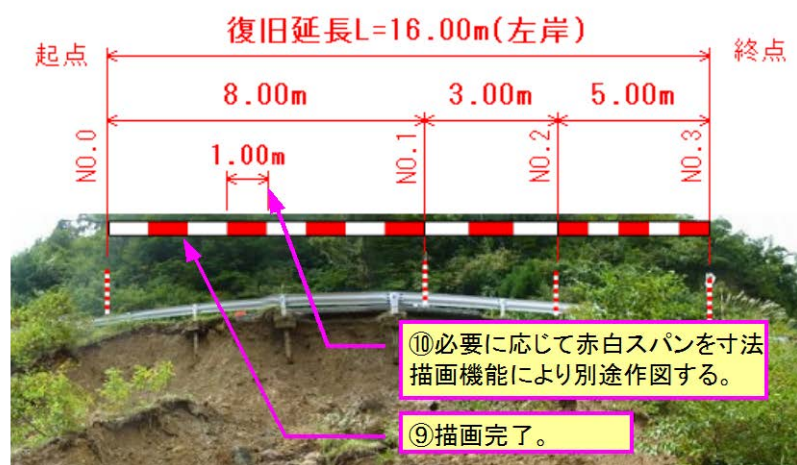 復旧延長L=16.00m(左岸)
起点
終点
8.00m
3.00m
5.00m
NO.0
NO.1
NO.2
NO.3
1.00m
⑩必要に応じて赤白スパンを寸法
描画機能により別途作図する。
⑨描画完了。